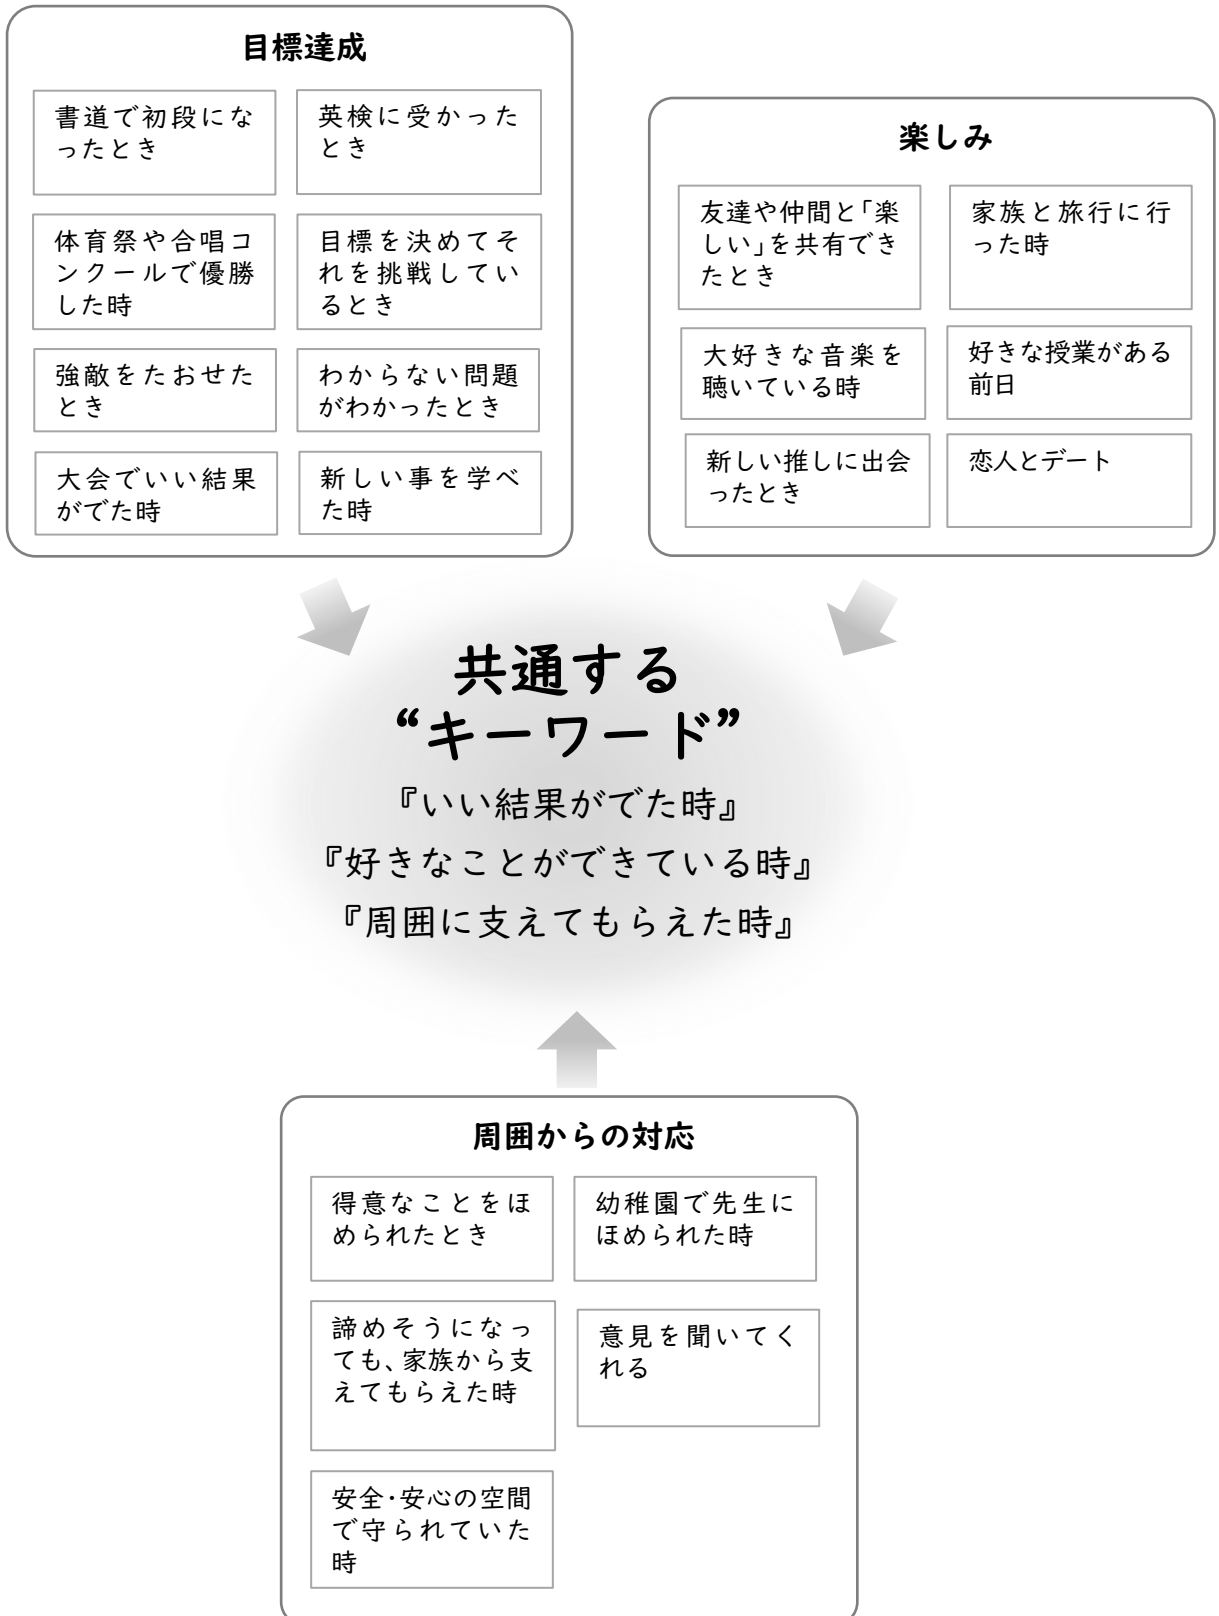 目標達成
書道で初段にな
ったとき
英検に受かった
とき
体育祭や合唱コ
ンクールで優勝
した時
目標を決めてそ
れを挑戦してい
るとき
強敵をたおせた
とき
わからない問題
がわかったとき
大会でいい結果
がでた時
新しい事を学べ
た時
楽しみ
友達や仲間と「楽
しい」を共有でき
たとき
家族と旅行に行
った時
大好きな音楽を
聴いている時
好きな授業がある
前日
新しい推しに出会
ったとき
恋人とデート
共通する
“キーワード”
『いい結果がでた時』
『好きなことができている時』
『周囲に支えてもらえた時』
周囲からの対応
得意なことをほ
められたとき
幼稚園で先生に
ほめられた時
諦めそうになっ
ても、家族から支
えてもらえた時
意見を聞いてく
れる
安全・安心の空間
で守られていた
時